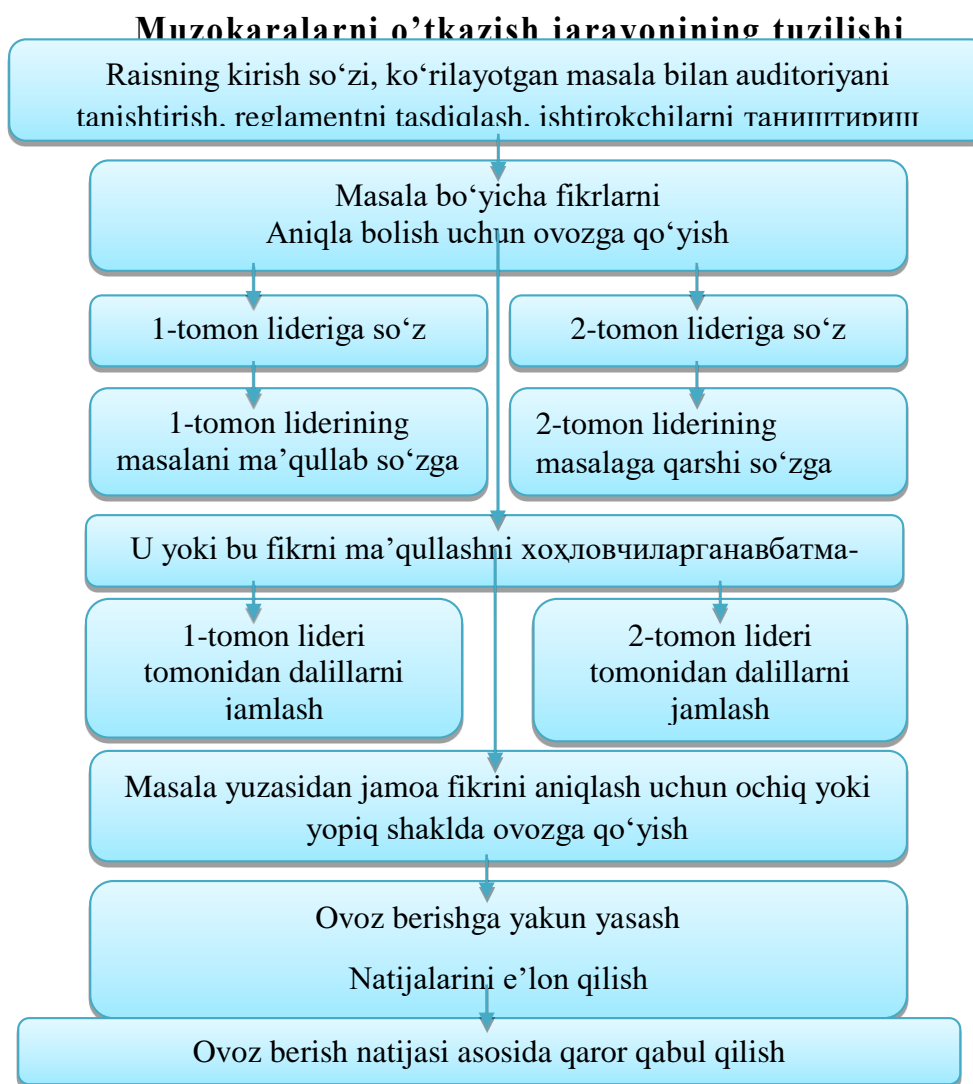 Muzokaralarni o’tkazish jarayonining tuzilishi
Raisning kirish so‘zi, ko‘rilayotgan masala bilan auditoriyani
tanishtirish, reglamentni tasdiqlash, ishtirokchilarni таништириш
Masala bo‘yicha fikrlarni
Aniqla bolish uchun ovozga qo‘yish
1-tomon lideriga so‘z
2-tomon lideriga so‘z
1-tomon liderining
masalani ma’qullab so‘zga
2-tomon liderining
masalaga qarshi so‘zga
U yoki bu fikrni ma’qullashni хоҳловчиларганавбатма-
1-tomon lideri
tomonidan dalillarni
jamlash
2-tomon lideri
tomonidan dalillarni
jamlash
Masala yuzasidan jamoa fikrini aniqlash uchun ochiq yoki
yopiq shaklda ovozga qo‘yish
Ovoz berishga yakun yasash
Natijalarini e’lon qilish
Ovoz berish natijasi asosida qaror qabul qilish